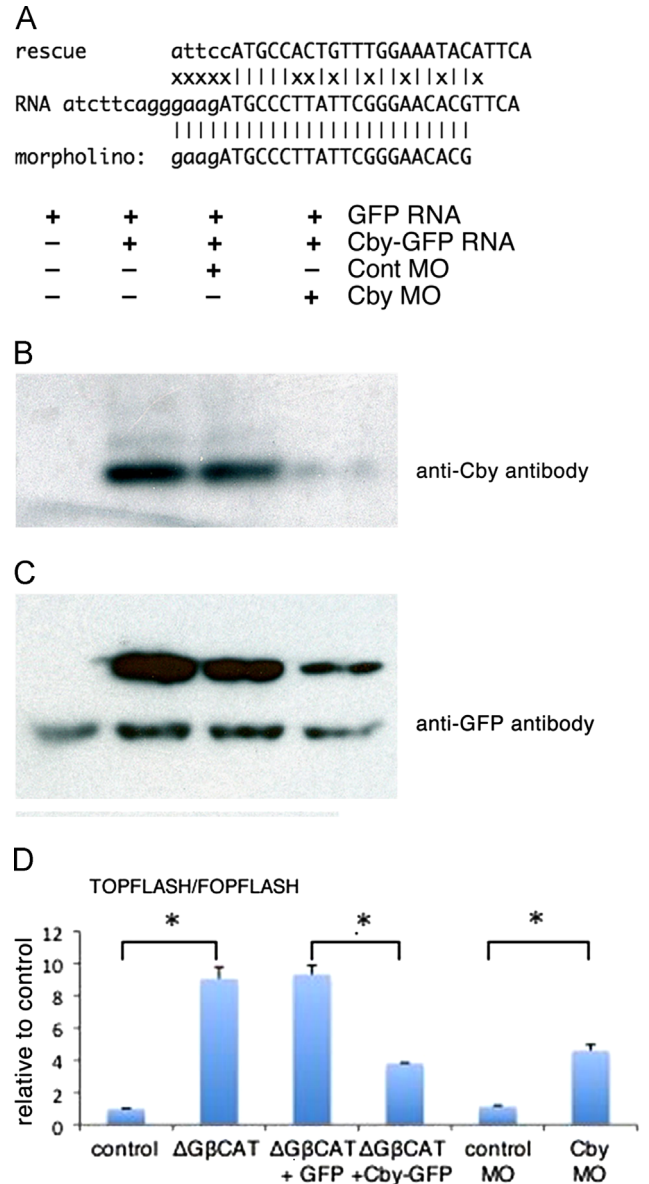 A
rescue attccATGCCACTGTTTGGAAATACATTCA
xxxxx|||||xx|x||x||x||x||x
RNA atcttcagggaagATGCCCTTATTCGGGAACACGTTCA
|||||||||||||||||||||||||
morpholino: gaagATGCCCTTATTCGGGAACACG
+ + + + GFP RNA
– + + + Cby-GFP RNA
– – + – Cont MO
– – – + Cby MO
B
anti-Cby antibody
C
anti-GFP antibody
D
TOPFLASH/FOPFLASH
* * *
relative to control
12
10
8
6
4
2
0
control ΔGβCAT ΔGβCAT + GFP ΔGβCAT +Cby-GFP control MO Cby MO